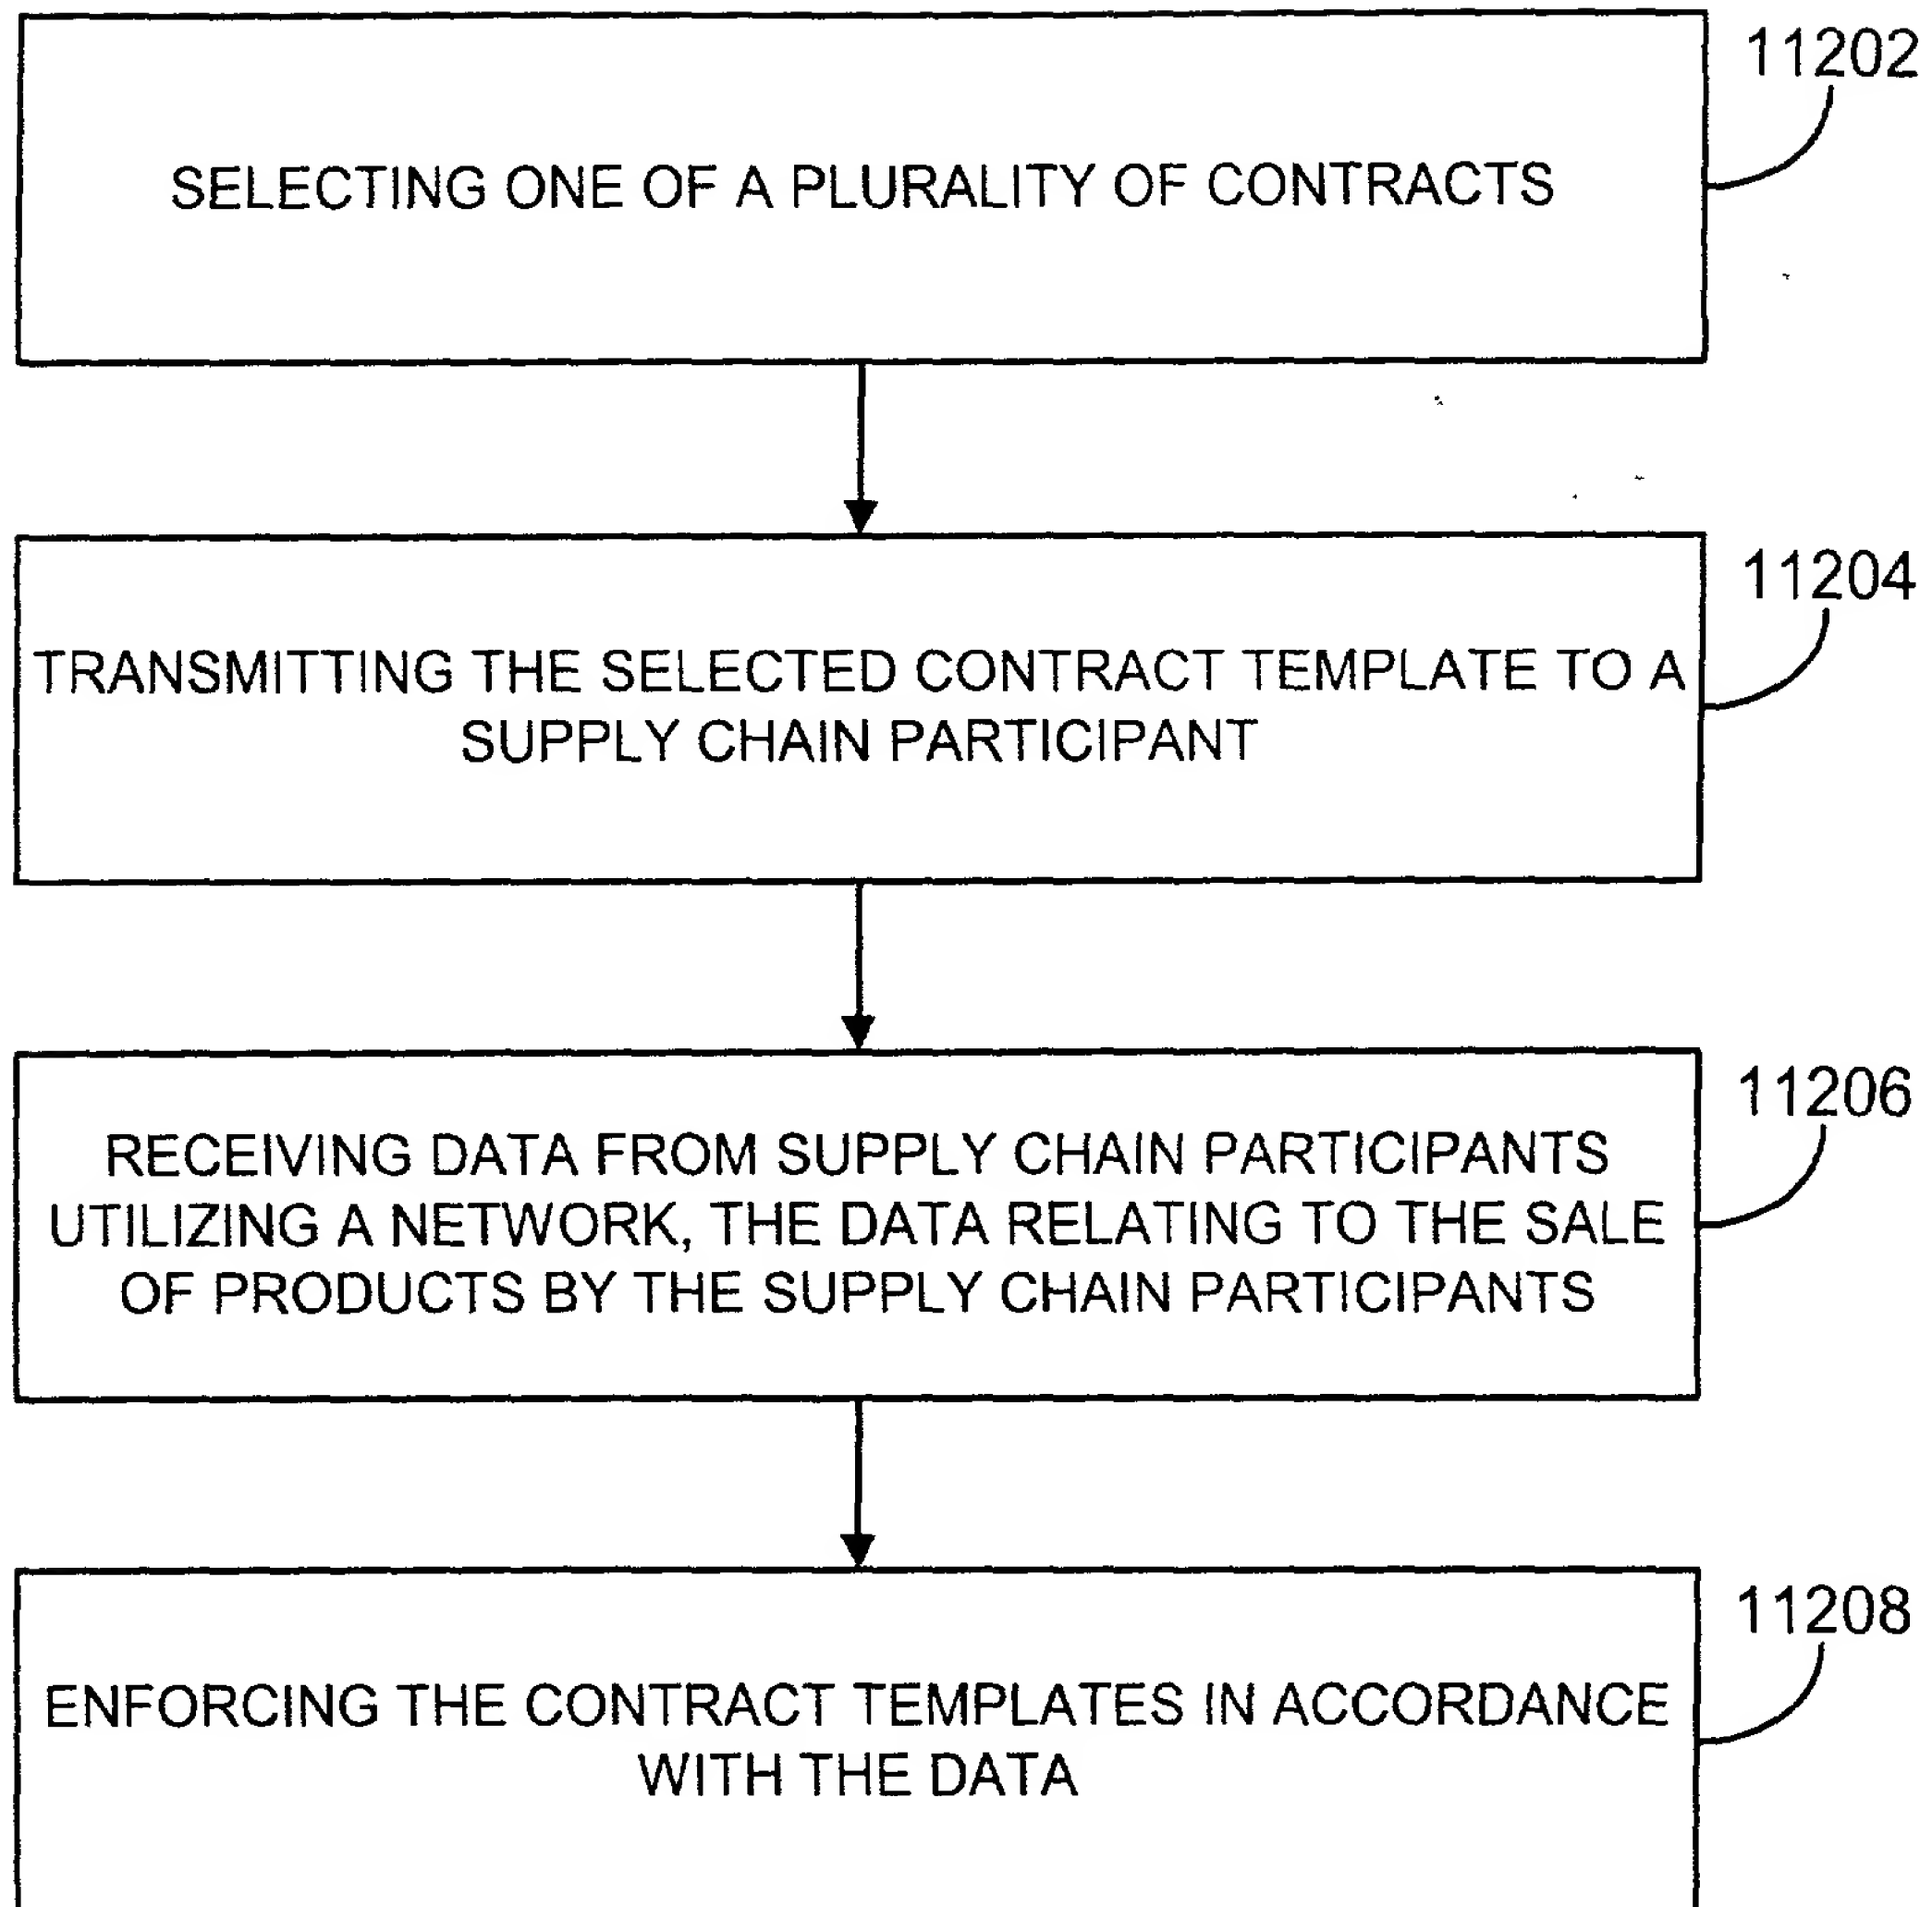 11202
SELECTING ONE OF A PLURALITY OF CONTRACTS
11204
TRANSMITTING THE SELECTED CONTRACT TEMPLATE TO A
SUPPLY CHAIN PARTICIPANT
11206
RECEIVING DATA FROM SUPPLY CHAIN PARTICIPANTS
UTILIZING A NETWORK, THE DATA RELATING TO THE SALE
OF PRODUCTS BY THE SUPPLY CHAIN PARTICIPANTS
11208
ENFORCING THE CONTRACT TEMPLATES IN ACCORDANCE
WITH THE DATA